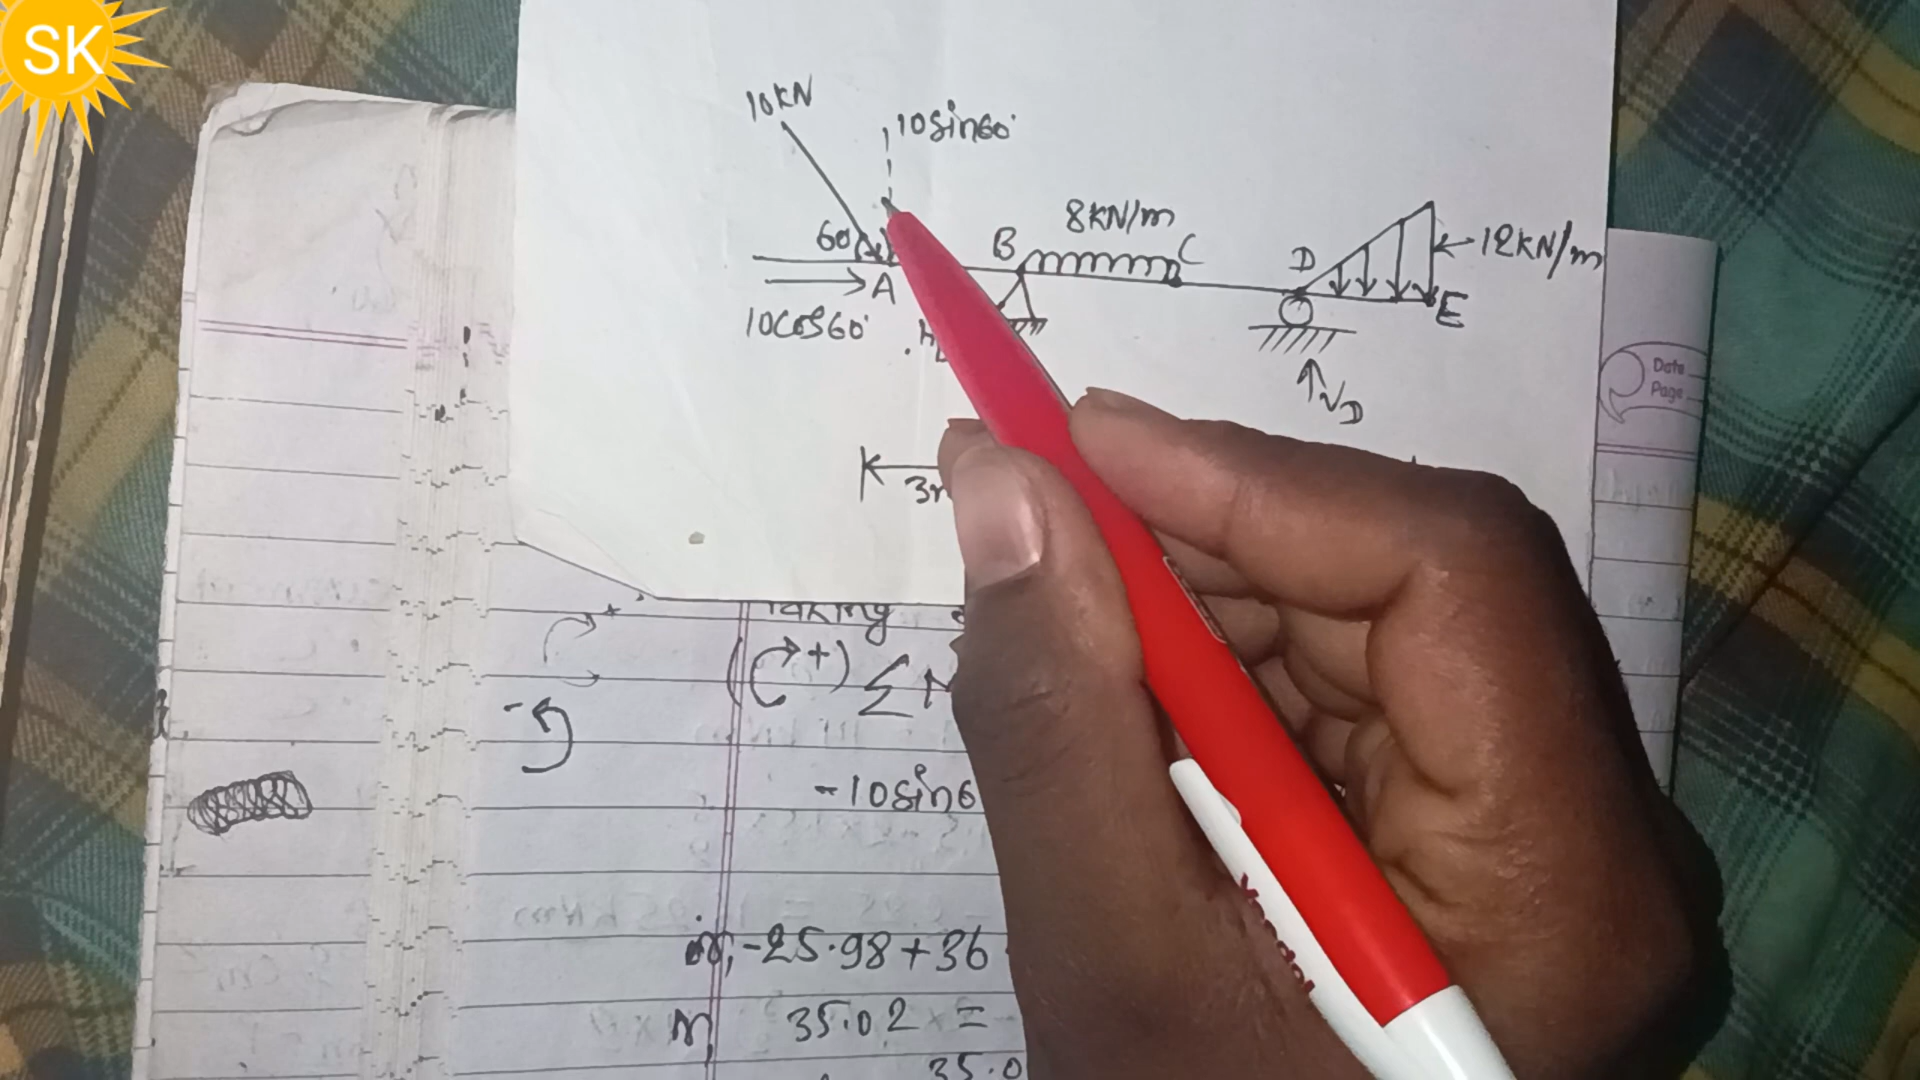 SK
10KN
10sin60°
8KN/m
60
B
C
D
12KN/m
A
E
10cos60°
VD
3m
Date
Page
Taking
(+) ΣM
-
-10sin6
-25.98+36
35.02 =
35.0